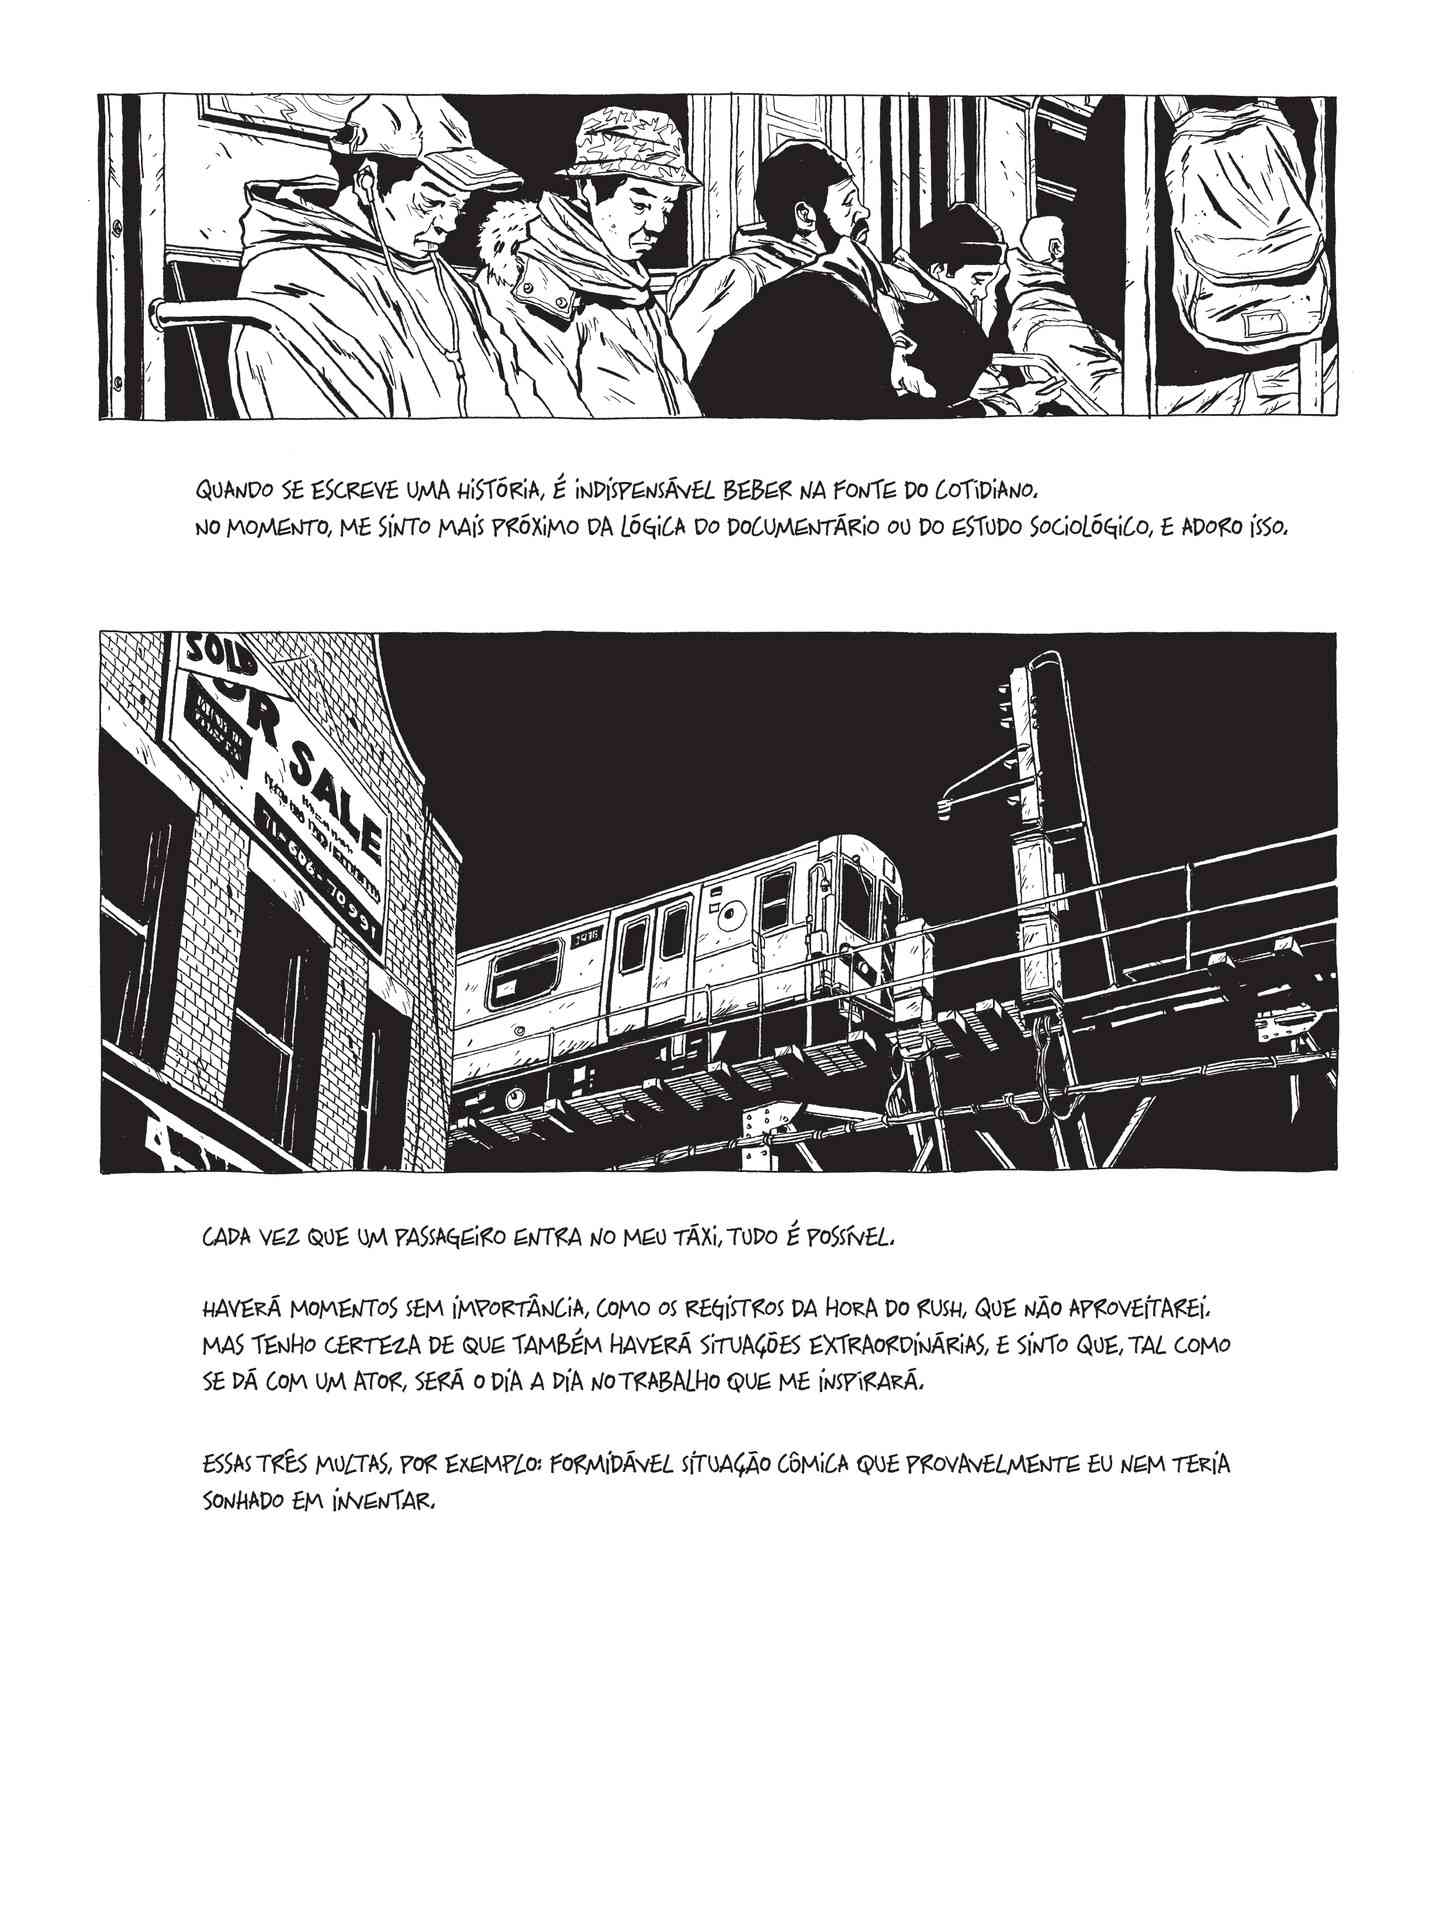 QUANDO SE ESCREVE UMA HISTÓRIA, É INDISPENSÁVEL BEBER NA FONTE DO COTIDIANO.
NO MOMENTO, ME SINTO MAIS PRÓXIMO DA LÓGICA DO DOCUMENTÁRIO OU DO ESTUDO SOCIOLÓGICO, E ADORO ISSO.
SOLD
OR SALE
71-606-70991
CADA VEZ QUE UM PASSAGEIRO ENTRA NO MEU TÁXI, TUDO É POSSÍVEL.
HAVERÁ MOMENTOS SEM IMPORTÂNCIA, COMO OS REGISTROS DA HORA DO RUSH, QUE NÃO APROVEITAREI.
MAS TENHO CERTEZA DE QUE TAMBÉM HAVERÁ SITUAÇÕES EXTRAORDINÁRIAS, E SINTO QUE, TAL COMO
SE DÁ COM UM ATOR, SERÁ O DIA A DIA NO TRABALHO QUE ME INSPIRARÁ.
ESSAS TRÊS MULTAS, POR EXEMPLO: FORMIDÁVEL SITUAÇÃO CÔMICA QUE PROVAVELMENTE EU NEM TERIA
SONHADO EM INVENTAR.